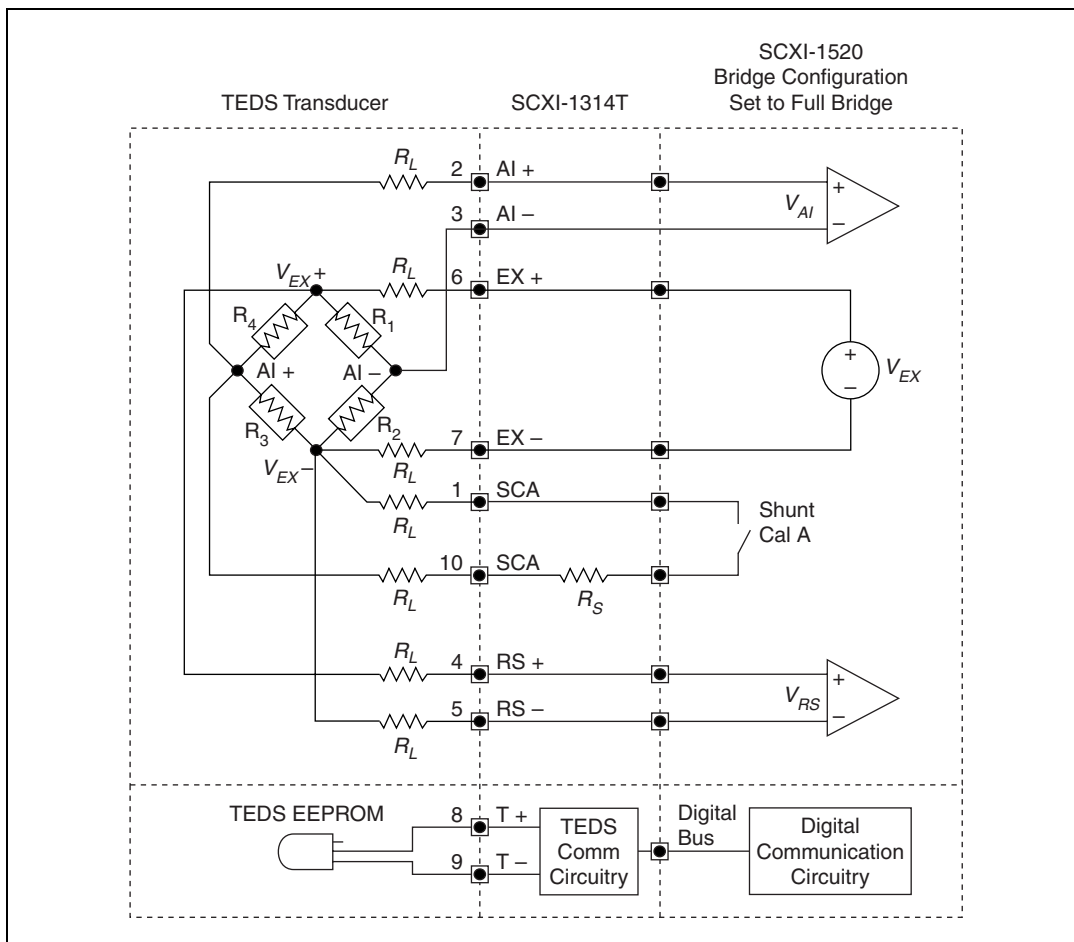 SCXI-1520
Bridge Configuration
Set to Full Bridge
TEDS Transducer
SCXI-1314T
R_L
2
AI +
3
AI –
V_AI
+
–
V_EX+
R_L
6
EX +
R_4
R_1
AI +
AI –
+
–
V_EX
R_3
R_2
V_EX–
R_L
7
EX –
R_L
1
SCA
Shunt
Cal A
R_L
10
SCA
R_S
R_L
4
RS +
+
V_RS
–
R_L
5
RS –
TEDS EEPROM
–
8
T +
9
T –
TEDS
Comm
Circuitry
Digital
Bus
Digital
Communication
Circuitry